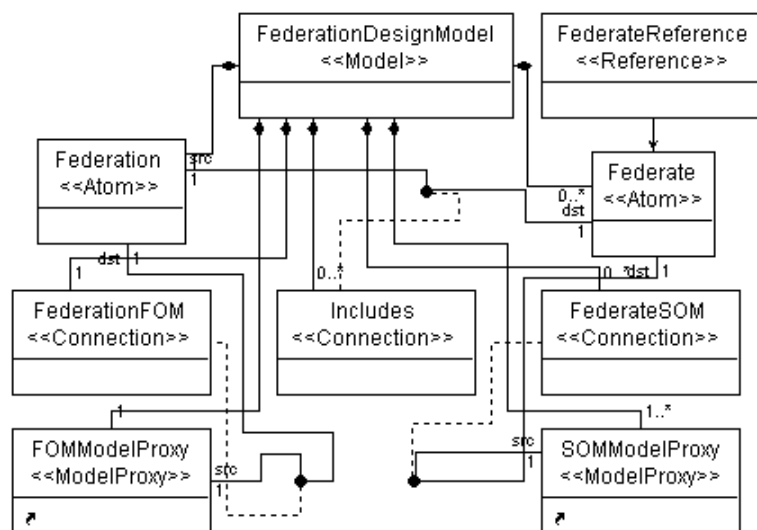 FederationDesignModel
<<Model>>
FederateReference
<<Reference>>
Federation
<<Atom>>
src
1
1
Federate
<<Atom>>
0..*
dst
1
1
dst
1
0..*
0..*
dst
1
FederationFOM
<<Connection>>
Includes
<<Connection>>
FederateSOM
<<Connection>>
1
1..*
FOMModelProxy
<<ModelProxy>>
src
1
src
1
SOMModelProxy
<<ModelProxy>>